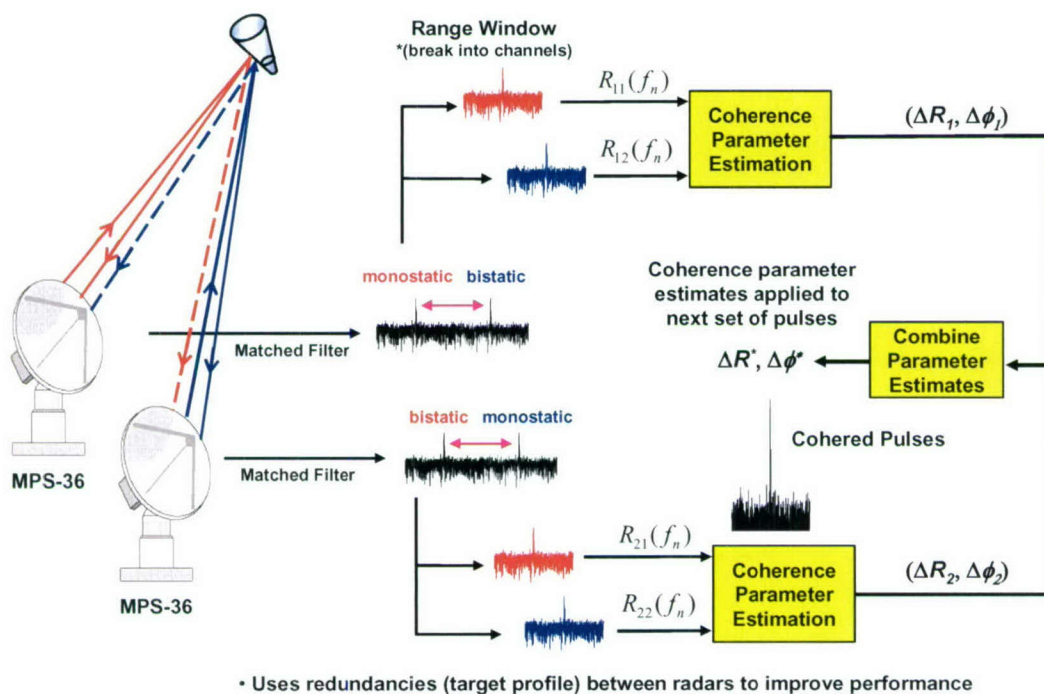 Range Window
*(break into channels)
R₁₁(fₙ)
R₁₂(fₙ)
Coherence
Parameter
Estimation
(ΔR₁, Δϕ₁)
monostatic
bistatic
Matched Filter
Coherence parameter
estimates applied to
next set of pulses
ΔR*, Δϕ*
Combine
Parameter
Estimates
bistatic
monostatic
Matched Filter
Cohered Pulses
MPS-36
MPS-36
R₂₁(fₙ)
R₂₂(fₙ)
Coherence
Parameter
Estimation
(ΔR₂, Δϕ₂)
• Uses redundancies (target profile) between radars to improve performance